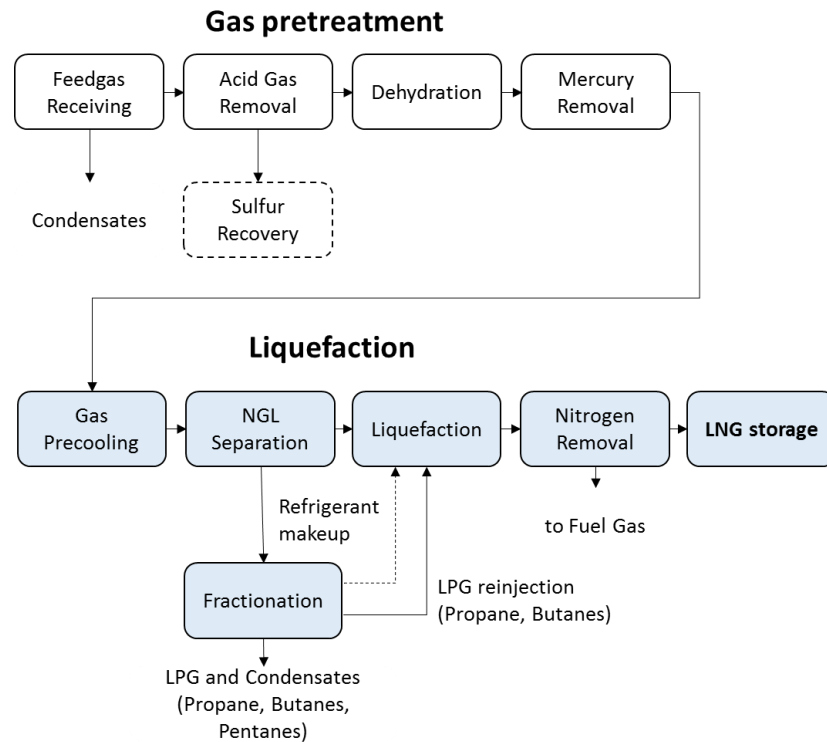 Gas pretreatment
Feedgas
Receiving
Acid Gas
Removal
Dehydration
Mercury
Removal
Condensates
Sulfur
Recovery
Liquefaction
Gas
Precooling
NGL
Separation
Liquefaction
Nitrogen
Removal
LNG storage
Refrigerant
makeup
to Fuel Gas
Fractionation
LPG reinjection
(Propane, Butanes)
LPG and Condensates
(Propane, Butanes,
Pentanes)